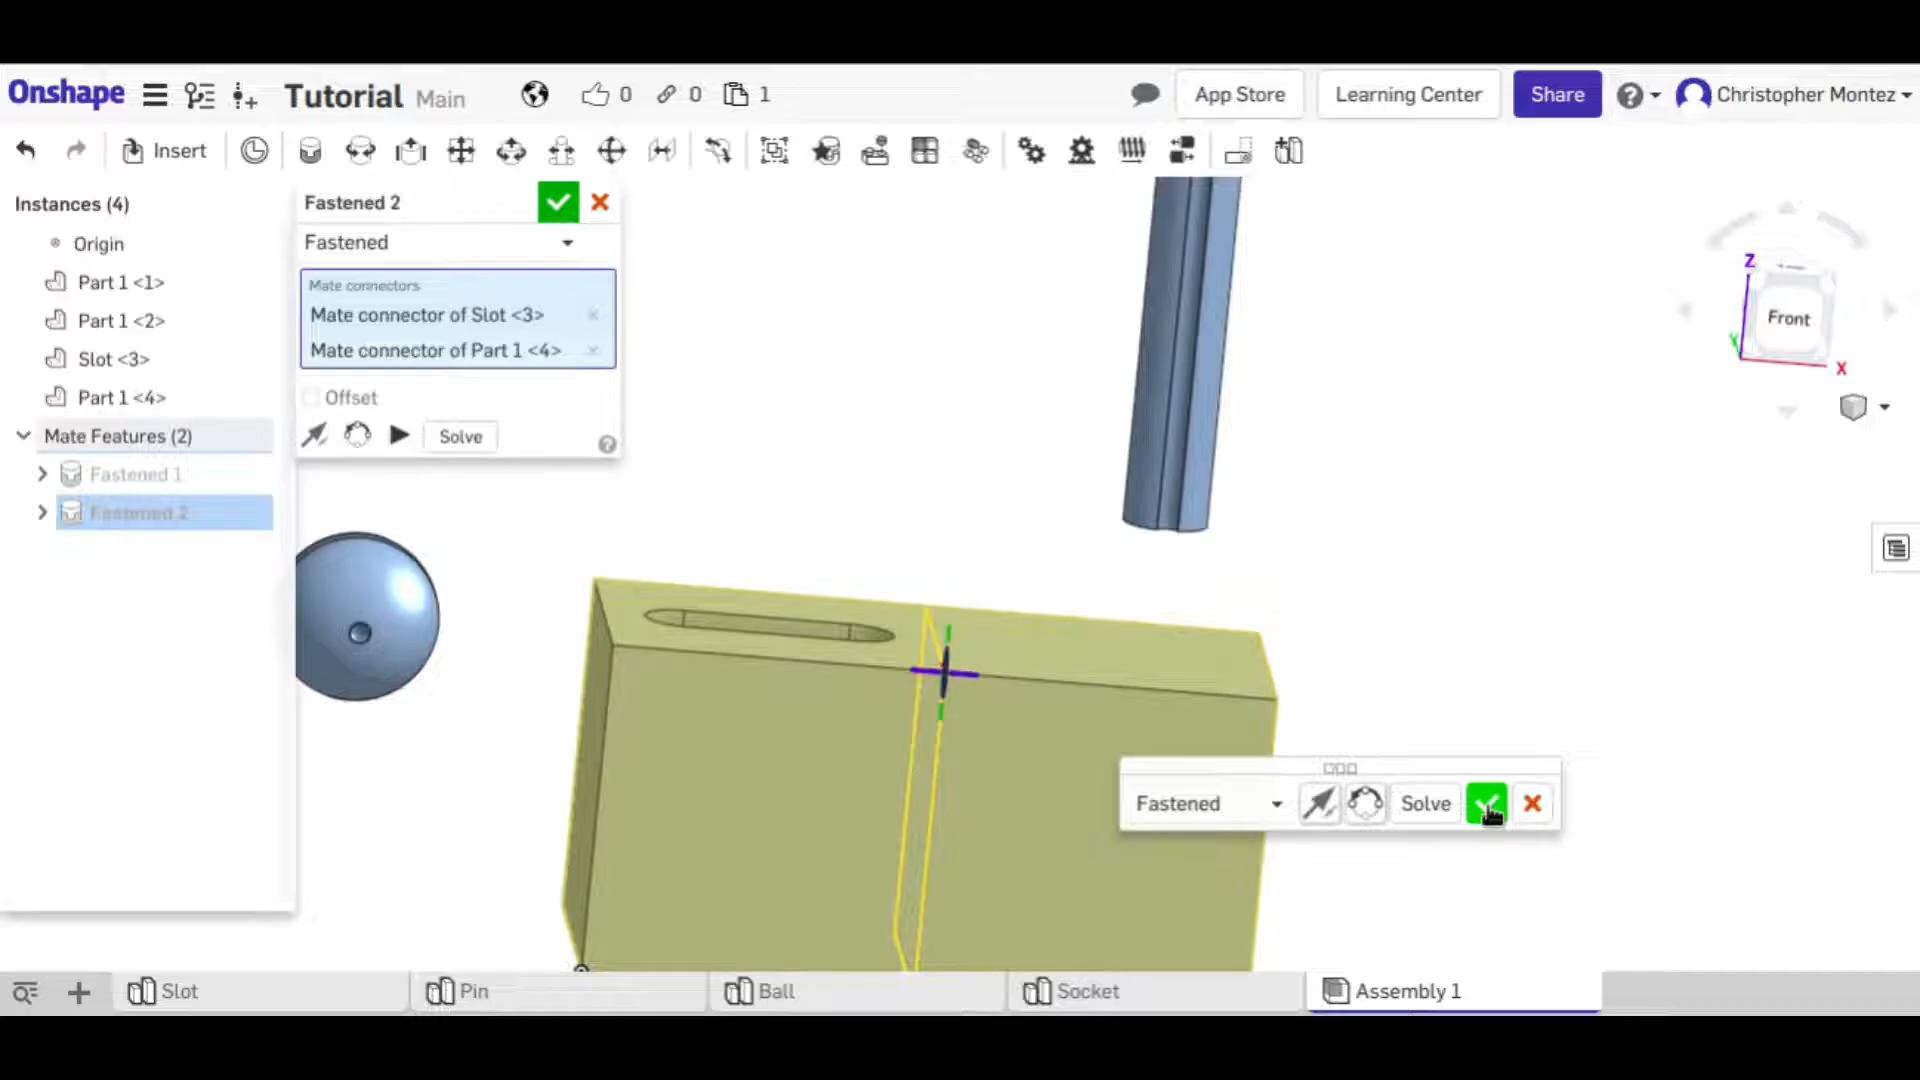 Onshape Tutorial Main 0 0 1 App Store Learning Center Share Christopher Montez
Insert
Instances (4)
Origin
Part 1 <1>
Part 1 <2>
Slot <3>
Part 1 <4>
Mate Features (2)
Fastened 1
Fastened 2
Fastened 2
Fastened
Mate connectors
Mate connector of Slot <3>
Mate connector of Part 1 <4>
Offset
Solve
Z
Front
Y
X
Fastened Solve
Slot Pin Ball Socket Assembly 1